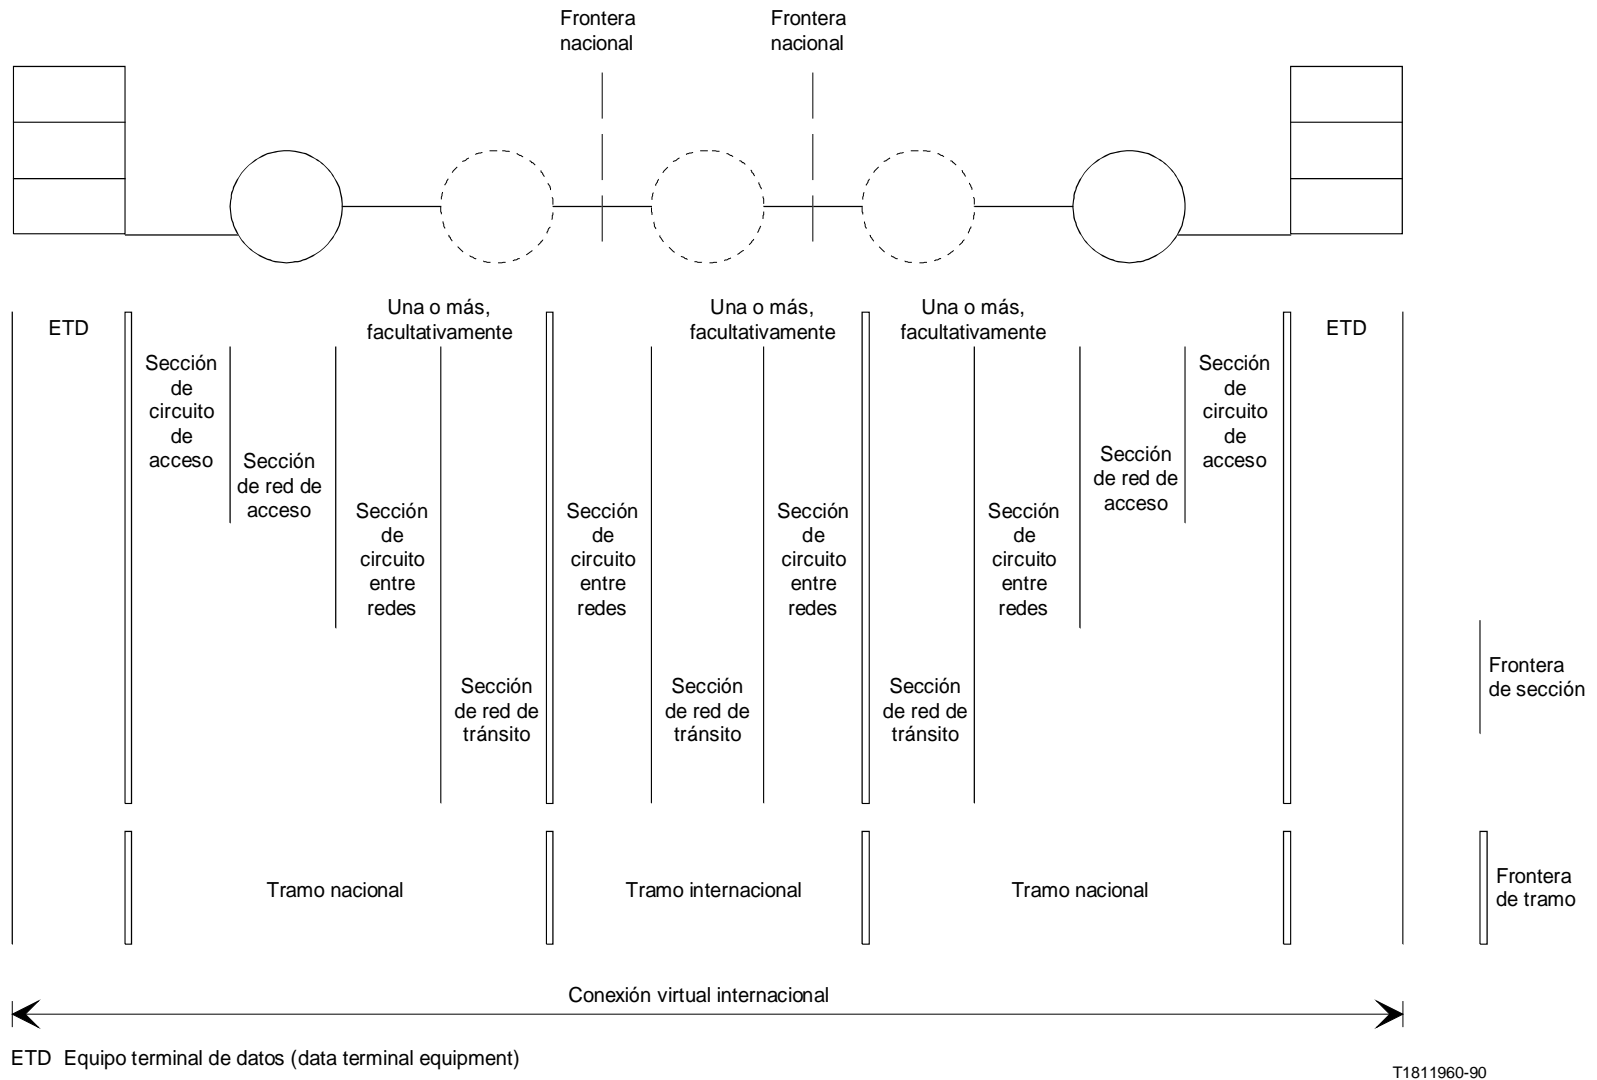 Frontera
nacional
Frontera
nacional
ETD
Una o más,
facultativamente
Una o más,
facultativamente
Una o más,
facultativamente
ETD
Sección
de
circuito
de
acceso
Sección
de red de
acceso
Sección
de
circuito
entre
redes
Sección
de red de
tránsito
Sección
de
circuito
entre
redes
Sección
de red de
tránsito
Sección
de
circuito
entre
redes
Sección
de red de
tránsito
Sección
de
circuito
entre
redes
Sección
de red de
acceso
Sección
de
circuito
de
acceso
Frontera
de sección
Tramo nacional
Tramo internacional
Tramo nacional
Frontera
de tramo
Conexión virtual internacional
ETD Equipo terminal de datos (data terminal equipment)
T1811960-90